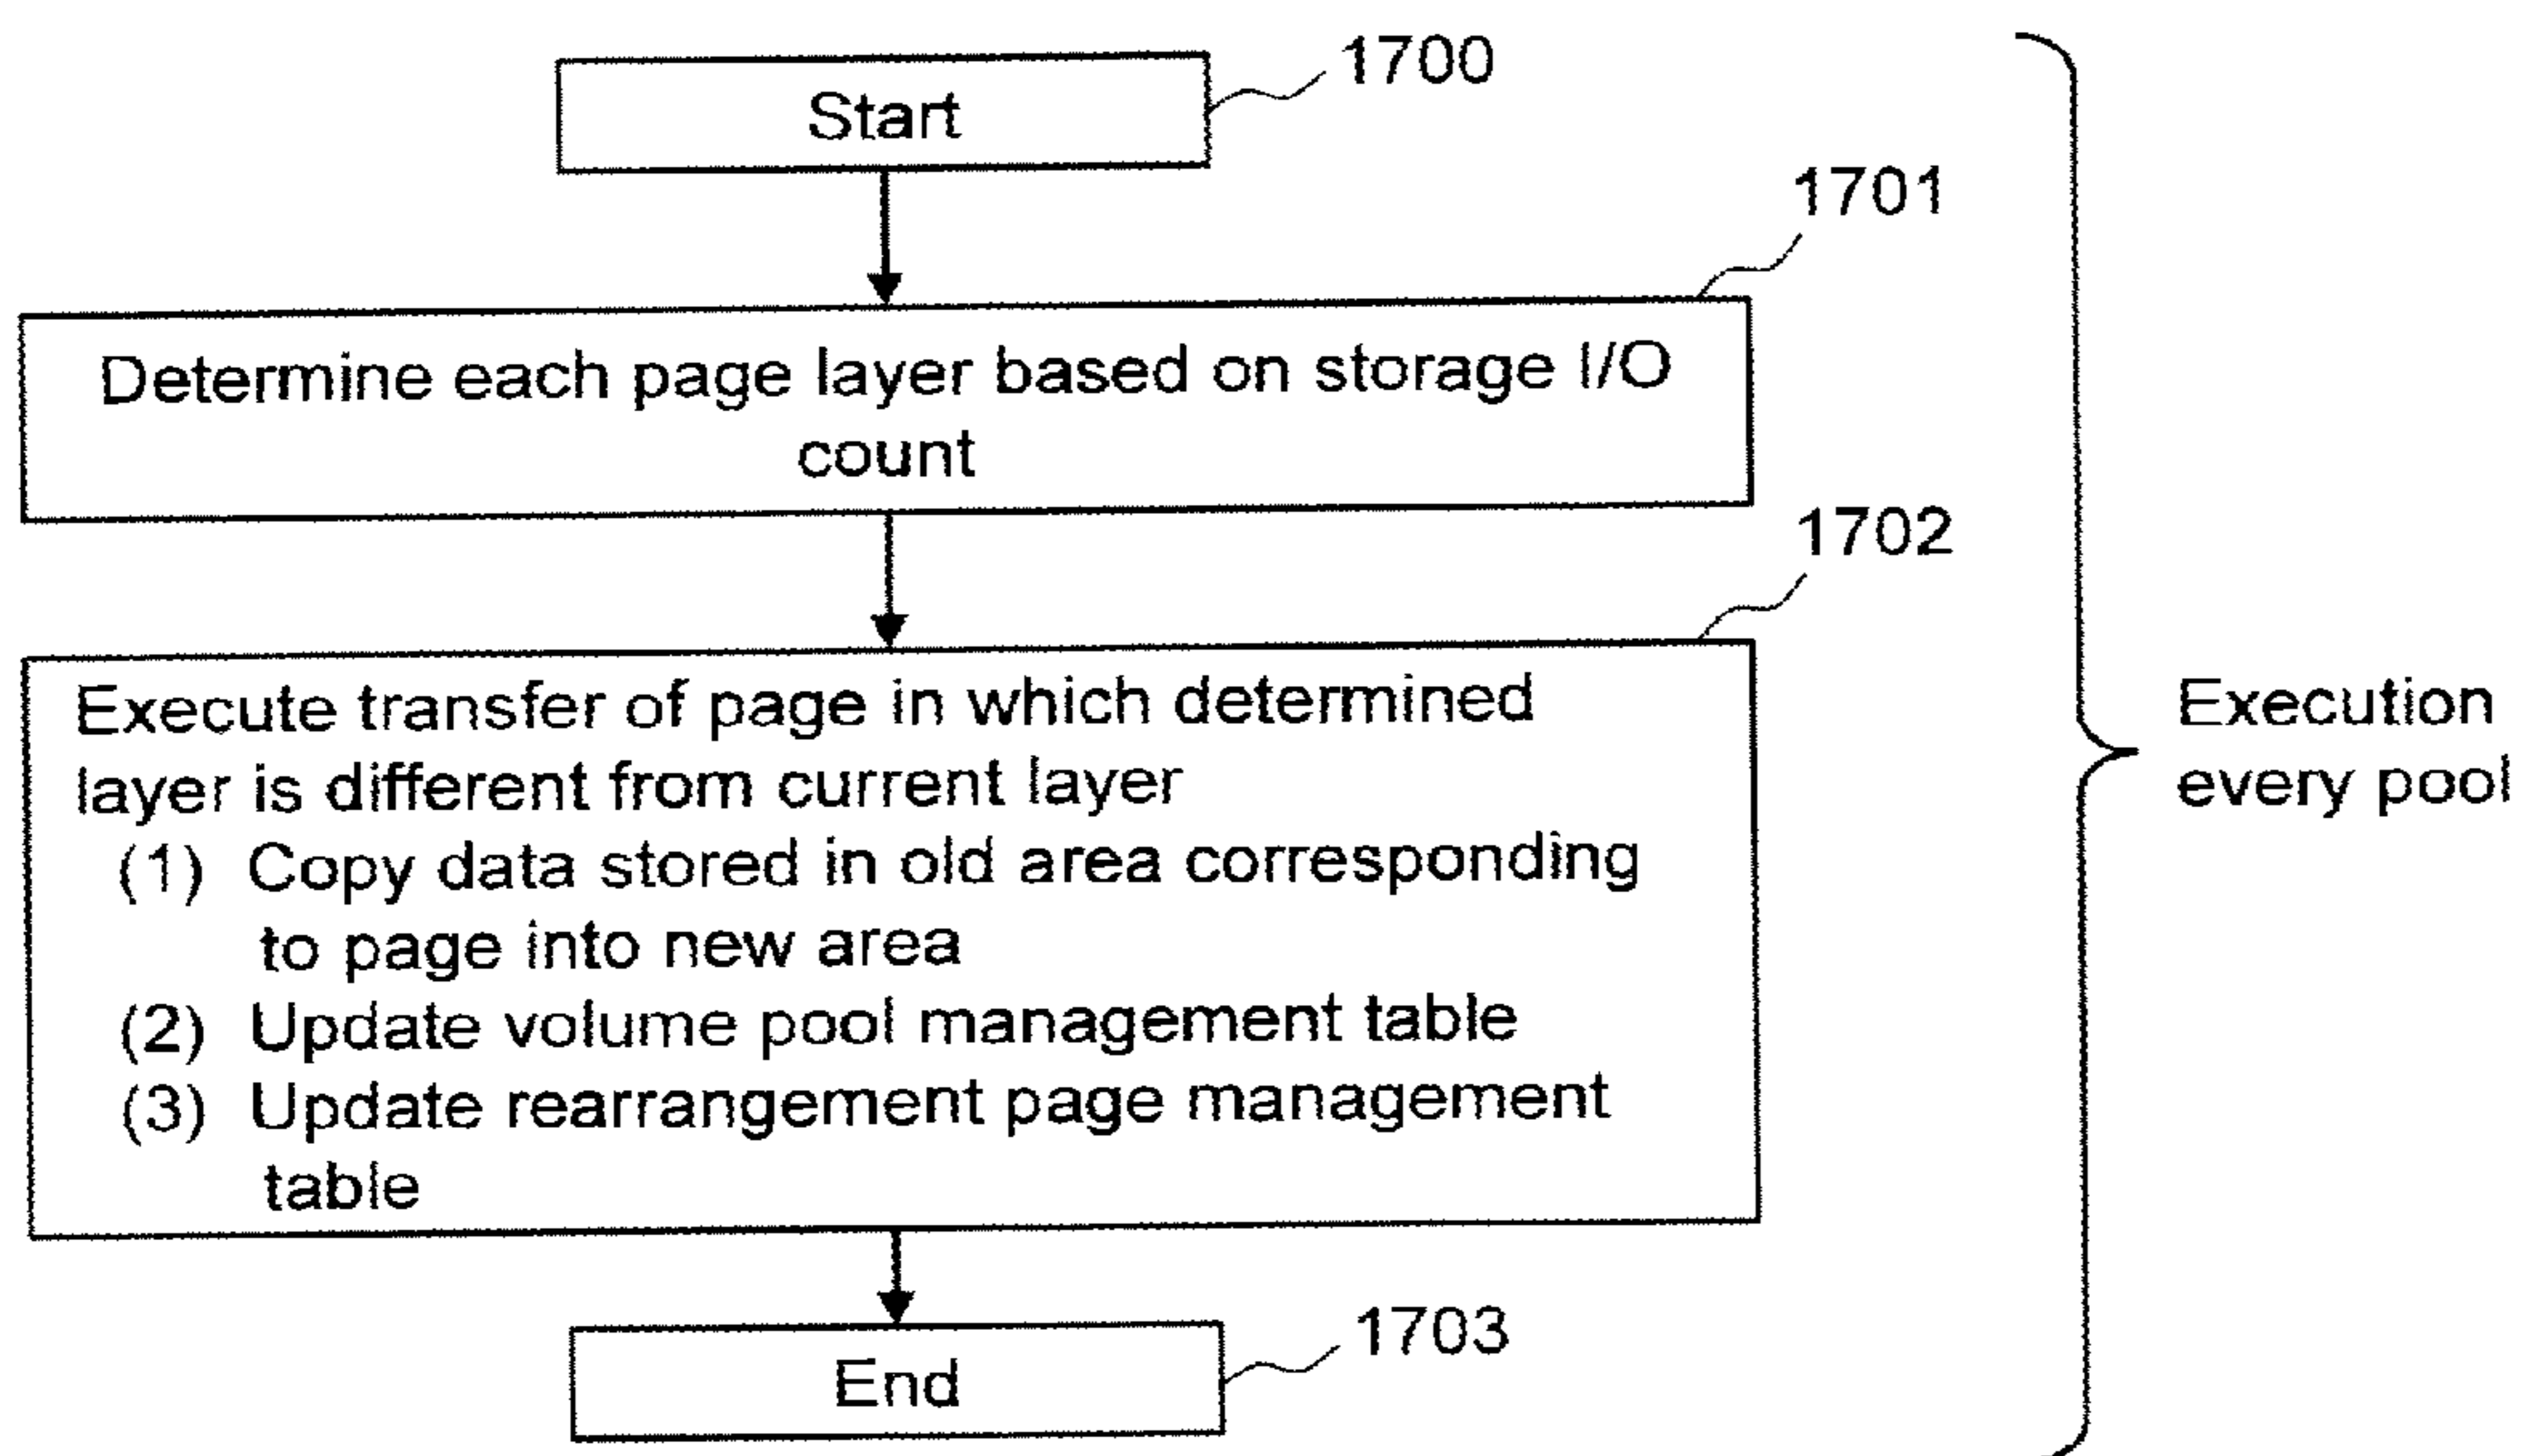 Start
1700
1701
Determine each page layer based on storage I/O
count
1702
Execute transfer of page in which determined
layer is different from current layer
(1) Copy data stored in old area corresponding
to page into new area
(2) Update volume pool management table
(3) Update rearrangement page management
table
Execution
every pool
End
1703